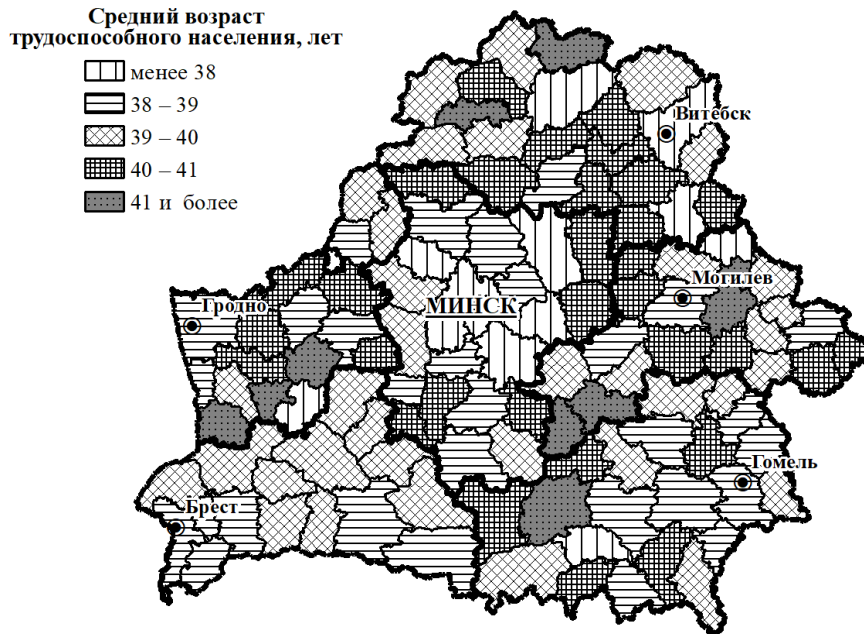 Средний возраст
трудоспособного населения, лет
менее 38
38 – 39
39 – 40
40 – 41
41 и более
Витебск
Могилев
Гродно
МИНСК
Гомель
Брест